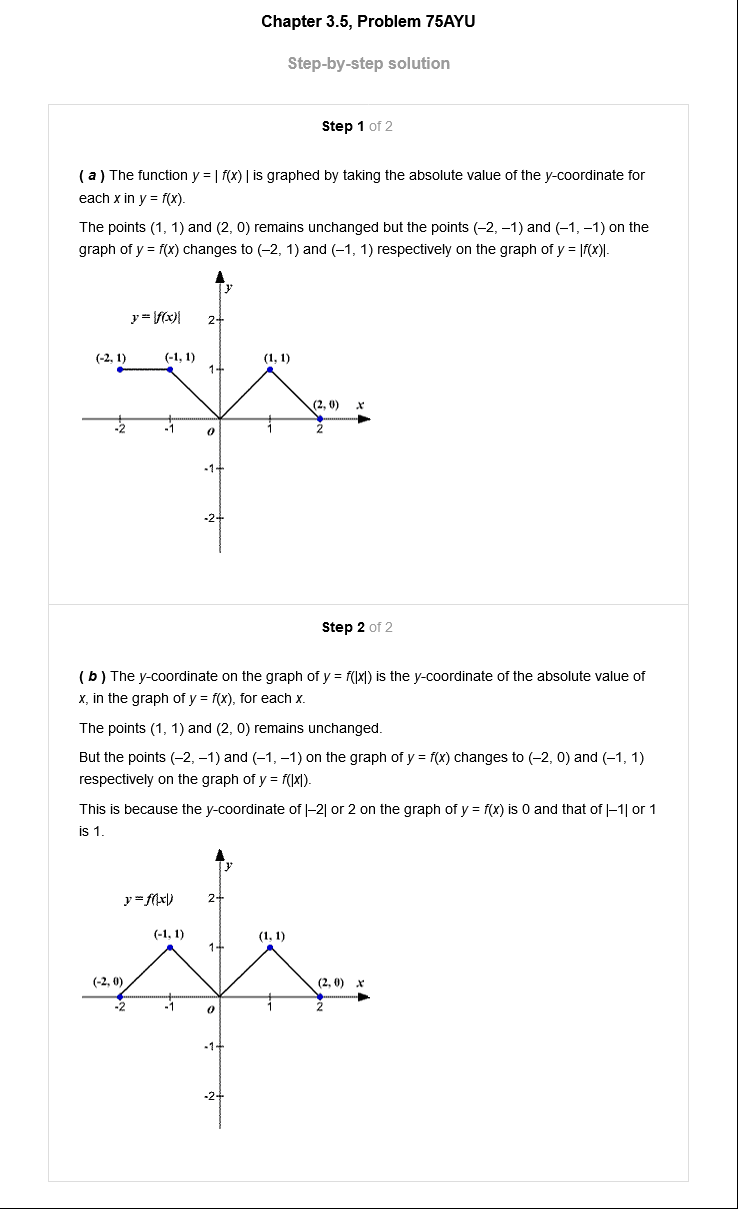 Chapter 3.5, Problem 75AYU
Step-by-step solution
Step 1 of 2
( a ) The function y = | f(x) | is graphed by taking the absolute value of the y-coordinate for
each x in y = f(x).
The points (1, 1) and (2, 0) remains unchanged but the points (–2, –1) and (–1, –1) on the
graph of y = f(x) changes to (–2, 1) and (–1, 1) respectively on the graph of y = |f(x)|.
y
y = |f(x)|
2
(-2, 1) (-1, 1) (1, 1)
1
(2, 0) x
-2 -1 O 1 2
-1
-2
Step 2 of 2
( b ) The y-coordinate on the graph of y = f(|x|) is the y-coordinate of the absolute value of
x, in the graph of y = f(x), for each x.
The points (1, 1) and (2, 0) remains unchanged.
But the points (–2, –1) and (–1, –1) on the graph of y = f(x) changes to (–2, 0) and (–1, 1)
respectively on the graph of y = f(|x|).
This is because the y-coordinate of |–2| or 2 on the graph of y = f(x) is 0 and that of |–1| or 1
is 1.
y
y = f(|x|)
2
(-1, 1) (1, 1)
1
(-2, 0) (2, 0) x
-2 -1 O 1 2
-1
-2